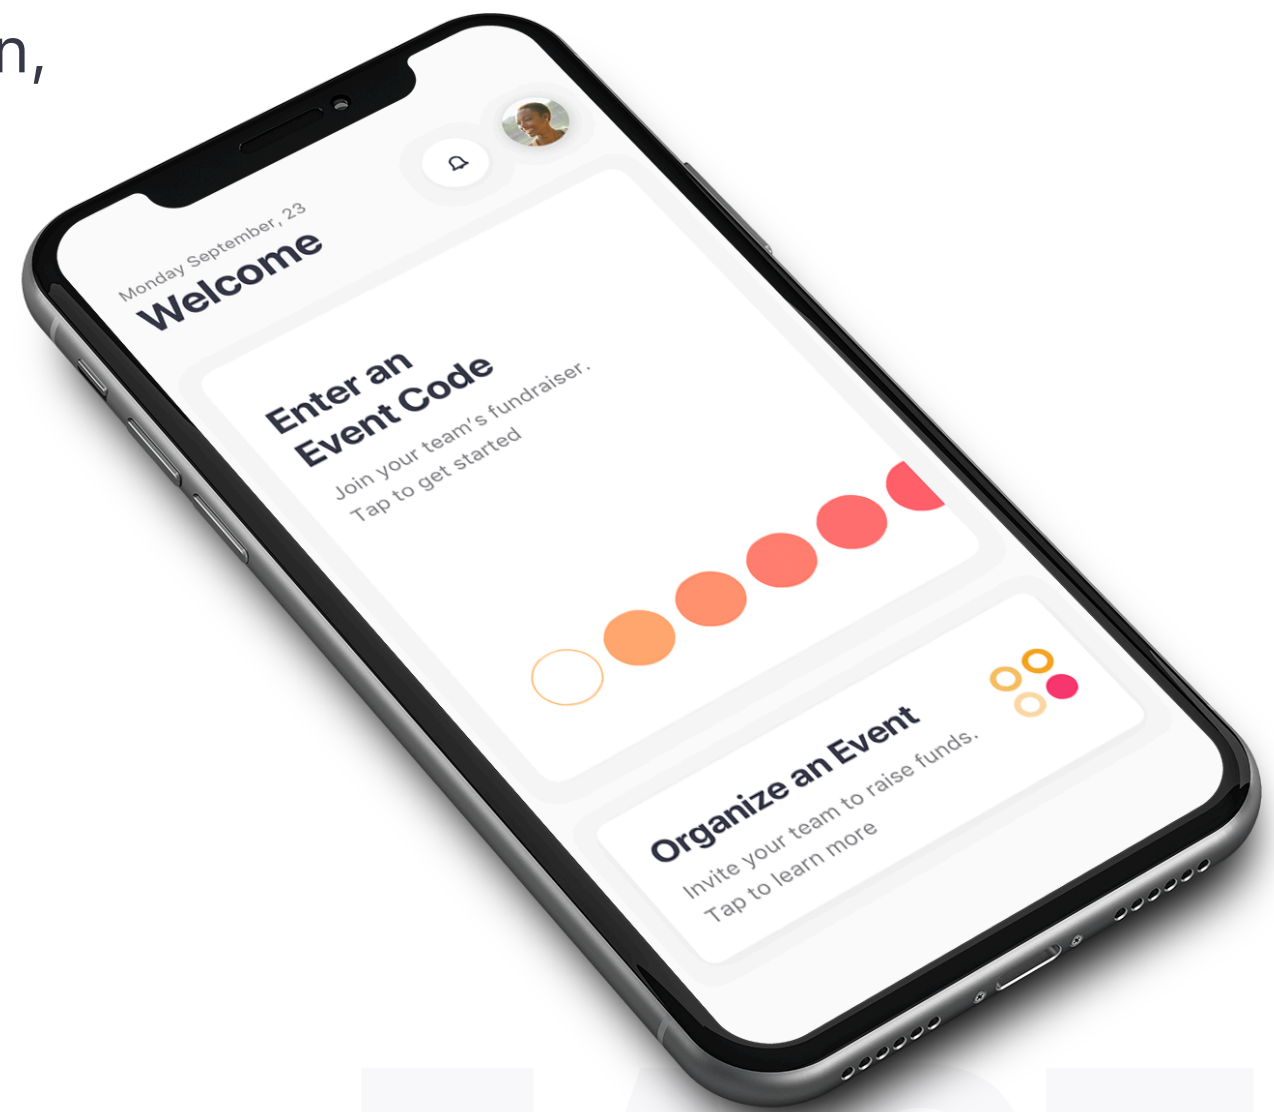 n,
Monday September, 23
Welcome
Enter an
Event Code
Join your team's fundraiser.
Tap to get started
Organize an Event
Invite your team to raise funds.
Tap to learn more